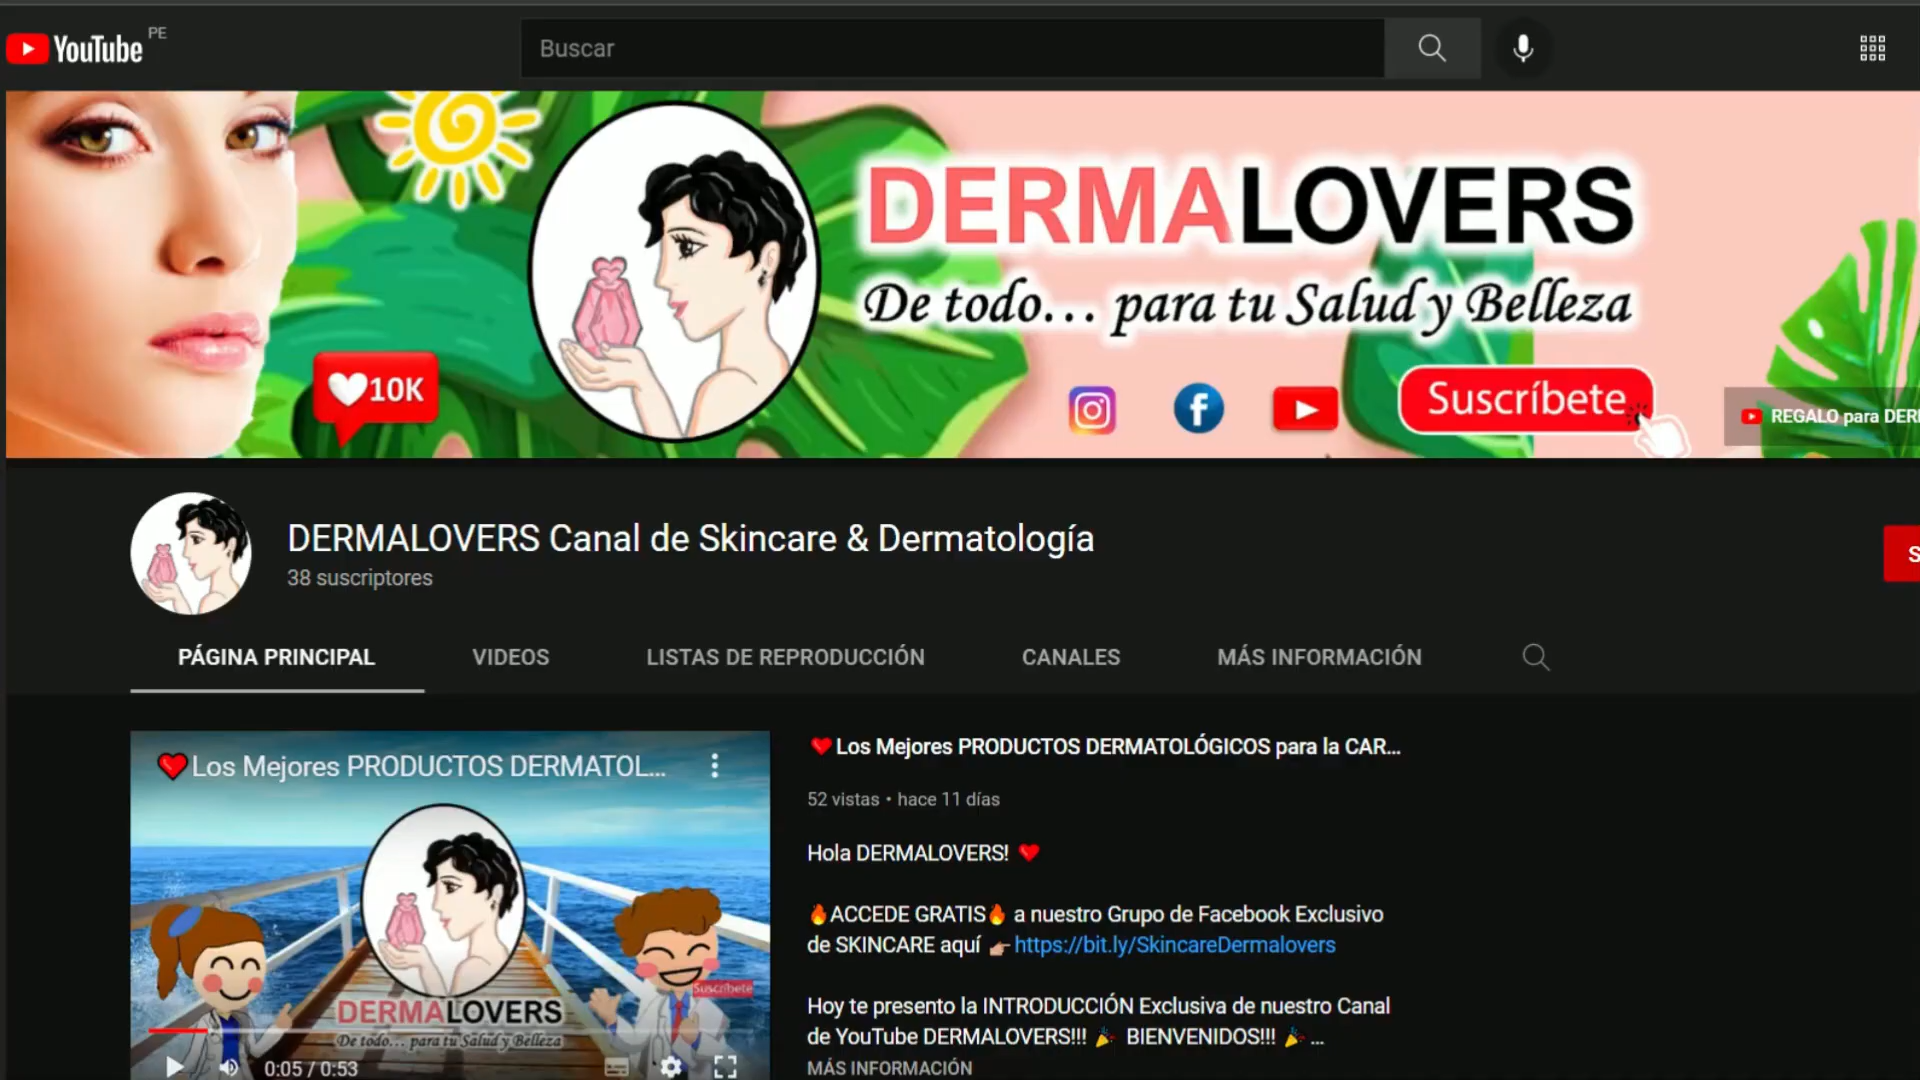 YouTube PE
Buscar
DERMALOVERS
De todo... para tu Salud y Belleza
10K
Suscríbete
REGALO para DER
DERMALOVERS Canal de Skincare & Dermatología
38 suscriptores
S
PÁGINA PRINCIPAL
VIDEOS
LISTAS DE REPRODUCCIÓN
CANALES
MÁS INFORMACIÓN
❤️Los Mejores PRODUCTOS DERMATOL...
DERMALOVERS
De todo... para tu Salud y Belleza
Suscríbete
0:05 / 0:53
❤️Los Mejores PRODUCTOS DERMATOLÓGICOS para la CAR...
52 vistas • hace 11 días
Hola DERMALOVERS! ❤️
🔥ACCEDE GRATIS🔥 a nuestro Grupo de Facebook Exclusivo
de SKINCARE aquí 👉🏼 https://bit.ly/SkincareDermalovers
Hoy te presento la INTRODUCCIÓN Exclusiva de nuestro Canal
de YouTube DERMALOVERS!!! 🎉 BIENVENIDOS!!! 🎉 ...
MÁS INFORMACIÓN